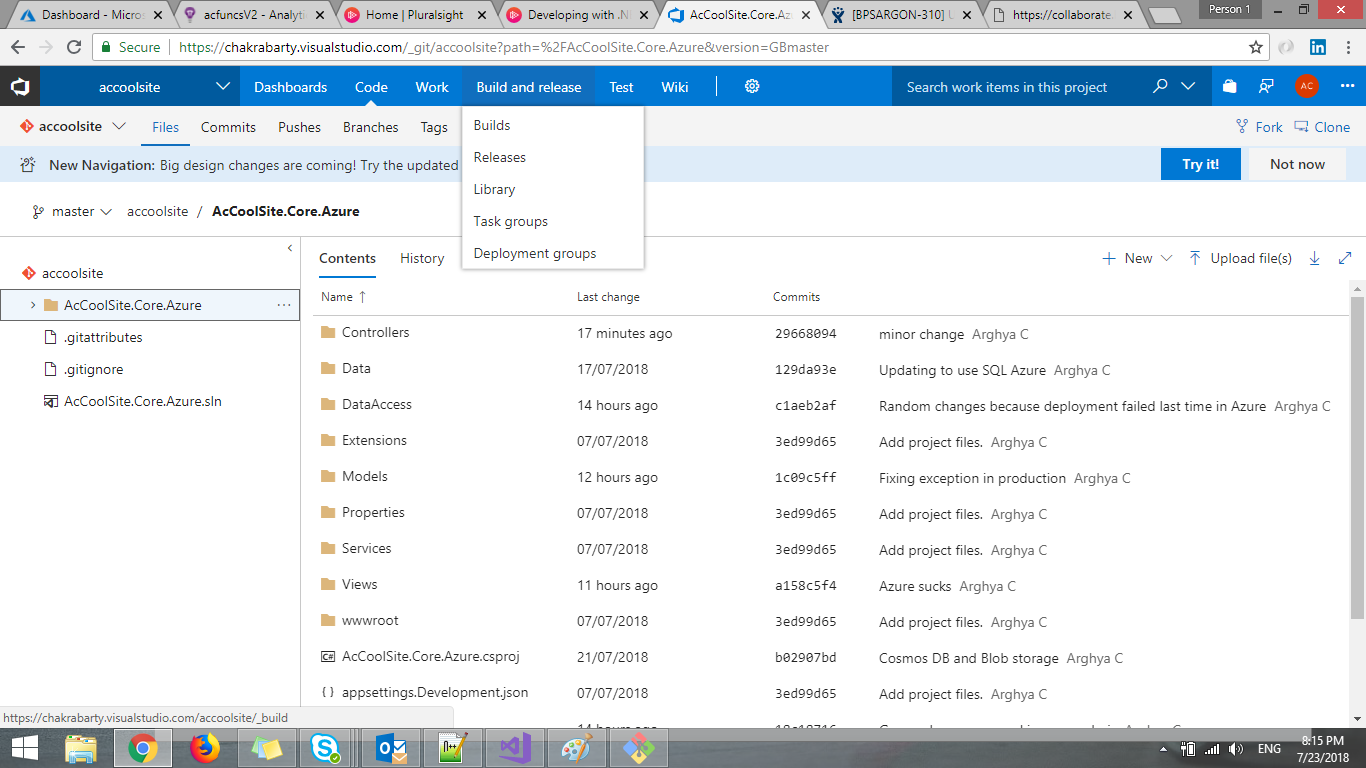 Dashboard - Micros
acfuncsV2 - Analytic
Home | Pluralsight
Developing with .NE
AcCoolSite.Core.Azu
[BPSARGON-310] U
https://collaborate.
Person 1
Secure
https://chakrabarty.visualstudio.com/_git/accoolsite?path=%2FAcCoolSite.Core.Azure&version=GBmaster
accoolsite
Dashboards
Code
Work
Build and release
Test
Wiki
Search work items in this project
AC
accoolsite
Files
Commits
Pushes
Branches
Tags
Fork
Clone
Builds
Releases
Library
Task groups
Deployment groups
New Navigation: Big design changes are coming! Try the updated
Try it!
Not now
master
accoolsite / AcCoolSite.Core.Azure
accoolsite
AcCoolSite.Core.Azure
.gitattributes
.gitignore
AcCoolSite.Core.Azure.sln
Contents
History
New
Upload file(s)
Name
Last change
Commits
Controllers 17 minutes ago 29668094 minor change Arghya C
Data 17/07/2018 129da93e Updating to use SQL Azure Arghya C
DataAccess 14 hours ago c1aeb2af Random changes because deployment failed last time in Azure Arghya C
Extensions 07/07/2018 3ed99d65 Add project files. Arghya C
Models 12 hours ago 1c09c5ff Fixing exception in production Arghya C
Properties 07/07/2018 3ed99d65 Add project files. Arghya C
Services 07/07/2018 3ed99d65 Add project files. Arghya C
Views 11 hours ago a158c5f4 Azure sucks Arghya C
wwwroot 07/07/2018 3ed99d65 Add project files. Arghya C
AcCoolSite.Core.Azure.csproj 21/07/2018 b02907bd Cosmos DB and Blob storage Arghya C
appsettings.Development.json 07/07/2018 3ed99d65 Add project files. Arghya C
https://chakrabarty.visualstudio.com/accoolsite/_build
14 hours ago
ENG
8:15 PM
7/23/2018